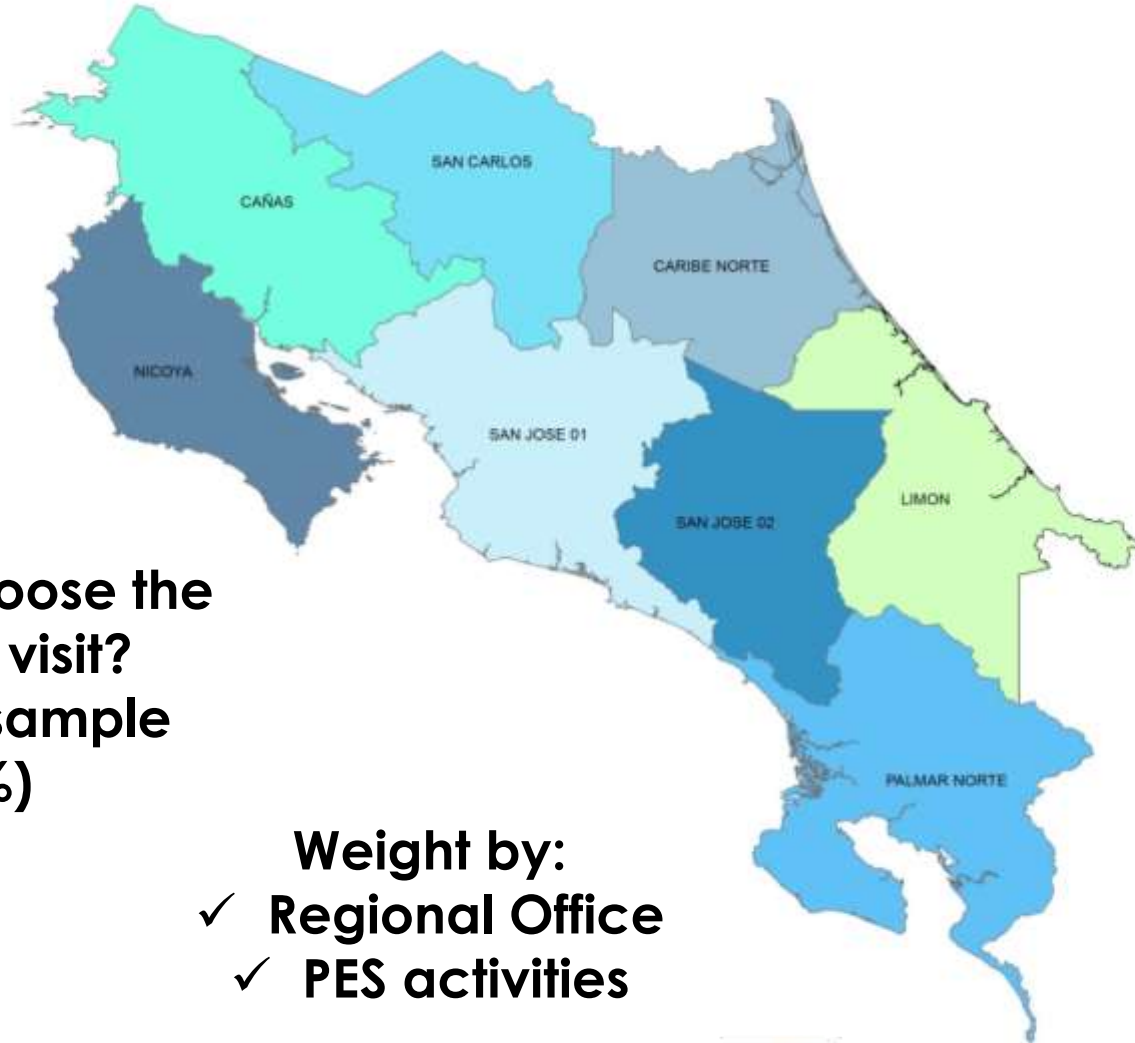 SAN CARLOS
CAÑAS
CARIBE NORTE
NICOYA
SAN JOSE 01
LIMON
SAN JOSE 02
PALMAR NORTE
oose the
visit?
sample
%)
Weight by:
✓ Regional Office
✓ PES activities